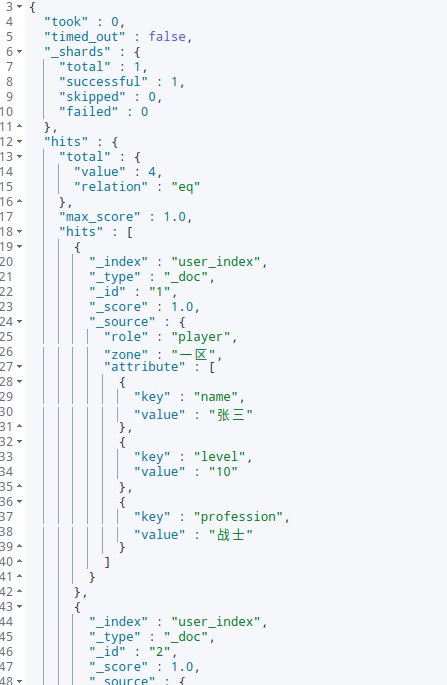 3 {
4 "took" : 0,
5 "timed_out" : false,
6 "_shards" : {
7 "total" : 1,
8 "successful" : 1,
9 "skipped" : 0,
10 "failed" : 0
11 },
12 "hits" : {
13 "total" : {
14 "value" : 4,
15 "relation" : "eq"
16 },
17 "max_score" : 1.0,
18 "hits" : [
19 {
20 "_index" : "user_index",
21 "_type" : "_doc",
22 "_id" : "1",
23 "_score" : 1.0,
24 "_source" : {
25 "role" : "player",
26 "zone" : "一区",
27 "attribute" : [
28 {
29 "key" : "name",
30 "value" : "张三"
31 },
32 {
33 "key" : "level",
34 "value" : "10"
35 },
36 {
37 "key" : "profession",
38 "value" : "战士"
39 }
40 ]
41 }
42 },
43 {
44 "_index" : "user_index",
45 "_type" : "_doc",
46 "_id" : "2",
47 "_score" : 1.0,
48 "_source" : {